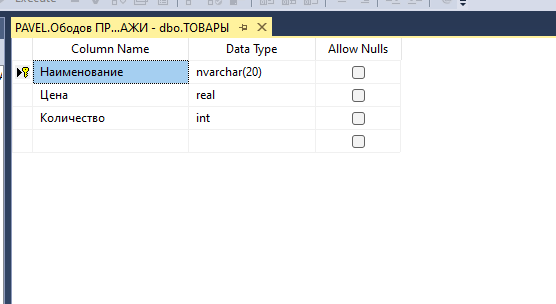 Execute
PAVEL.Ободов ПР...АЖИ - dbo.ТОВАРЫ
Column Name Data Type Allow Nulls
Наименование nvarchar(20)
Цена real
Количество int